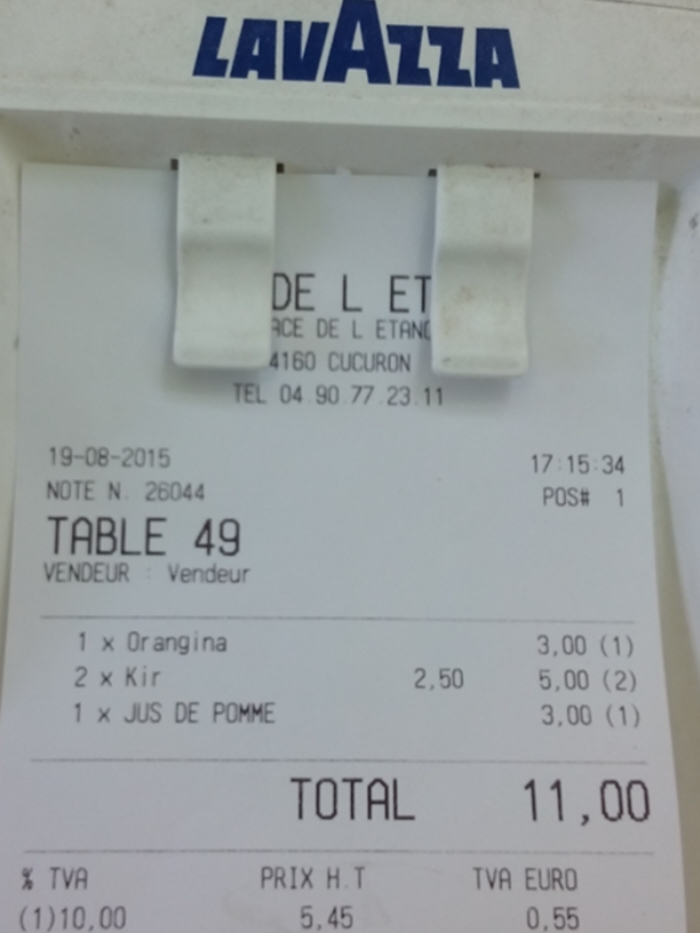 LAVAZZA
DE L ET
ACE DE L ETANG
4160 CUCURON
TEL 04.90.77.23.11
19-08-2015 17:15:34
NOTE N. 26044 POS# 1
TABLE 49
VENDEUR : Vendeur
1 x Orangina 3,00 (1)
2 x Kir 2,50 5,00 (2)
1 x JUS DE POMME 3,00 (1)
TOTAL 11,00
% TVA PRIX H.T TVA EURO
(1)10,00 5,45 0,55